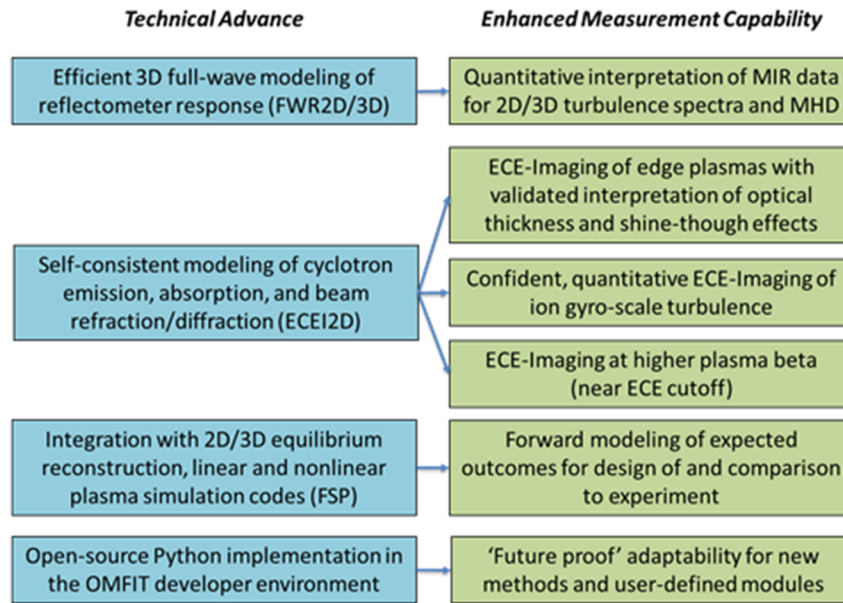 Technical Advance
Enhanced Measurement Capability
Efficient 3D full-wave modeling of
reflectometer response (FWR2D/3D)
Quantitative interpretation of MIR data
for 2D/3D turbulence spectra and MHD
ECE-Imaging of edge plasmas with
validated interpretation of optical
thickness and shine-though effects
Self-consistent modeling of cyclotron
emission, absorption, and beam
refraction/diffraction (ECEI2D)
Confident, quantitative ECE-Imaging of
ion gyro-scale turbulence
ECE-Imaging at higher plasma beta
(near ECE cutoff)
Integration with 2D/3D equilibrium
reconstruction, linear and nonlinear
plasma simulation codes (FSP)
Forward modeling of expected
outcomes for design of and comparison
to experiment
Open-source Python implementation in
the OMFIT developer environment
‘Future proof’ adaptability for new
methods and user-defined modules